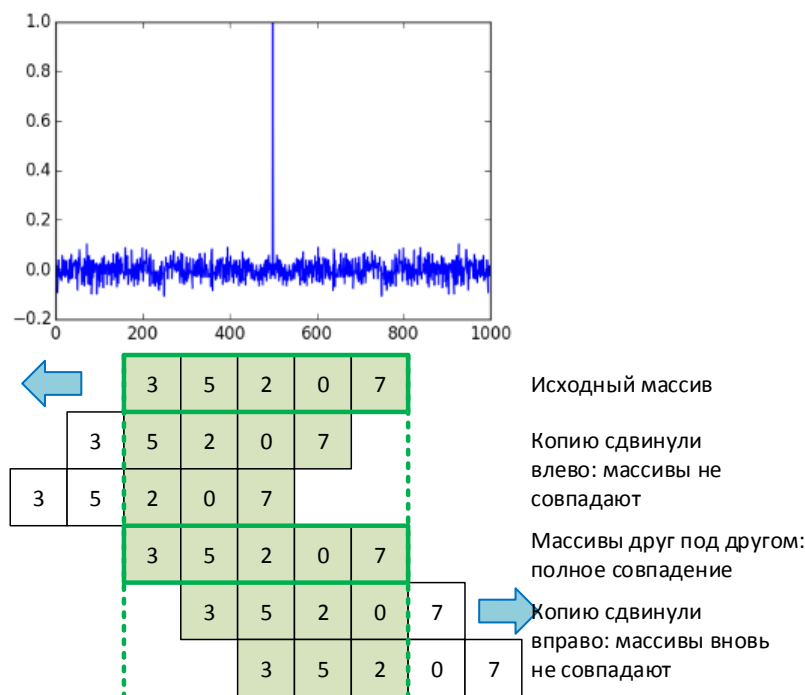 1.0
0.8
0.6
0.4
0.2
0.0
−0.2
0 200 400 600 800 1000
3 5 2 0 7 Исходный массив
3 5 2 0 7 Копию сдвинули
влево: массивы не
3 5 2 0 7 совпадают
3 5 2 0 7 Массивы друг под другом:
полное совпадение
3 5 2 0 7 Копию сдвинули
вправо: массивы вновь
3 5 2 0 7 не совпадают